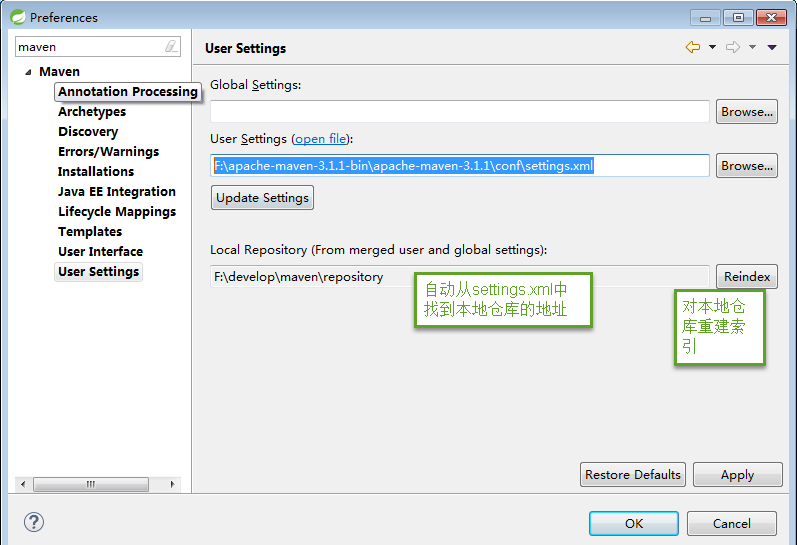 Preferences
maven
User Settings
Maven
Annotation Processing
Archetypes
Discovery
Errors/Warnings
Installations
Java EE Integration
Lifecycle Mappings
Templates
User Interface
User Settings
Global Settings:
Browse...
User Settings (open file):
F:\apache-maven-3.1.1-bin\apache-maven-3.1.1\conf\settings.xml
Browse...
Update Settings
Local Repository (From merged user and global settings):
F:\develop\maven\repository
Reindex
自动从settings.xml中
找到本地仓库的地址
对本地仓
库重建索
引
Restore Defaults
Apply
?
OK
Cancel